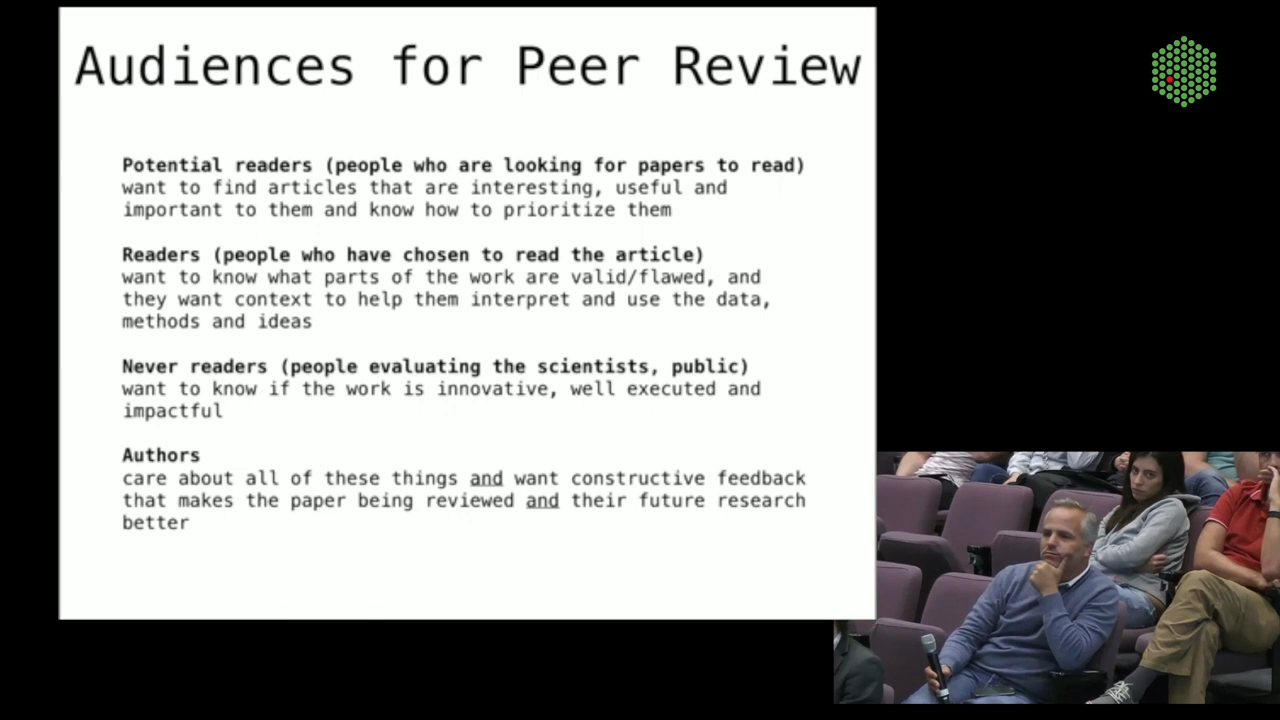 Audiences for Peer Review
Potential readers (people who are looking for papers to read)
want to find articles that are interesting, useful and
important to them and know how to prioritize them
Readers (people who have chosen to read the article)
want to know what parts of the work are valid/flawed, and
they want context to help them interpret and use the data,
methods and ideas
Never readers (people evaluating the scientists, public)
want to know if the work is innovative, well executed and
impactful
Authors
care about all of these things and want constructive feedback
that makes the paper being reviewed and their future research
better